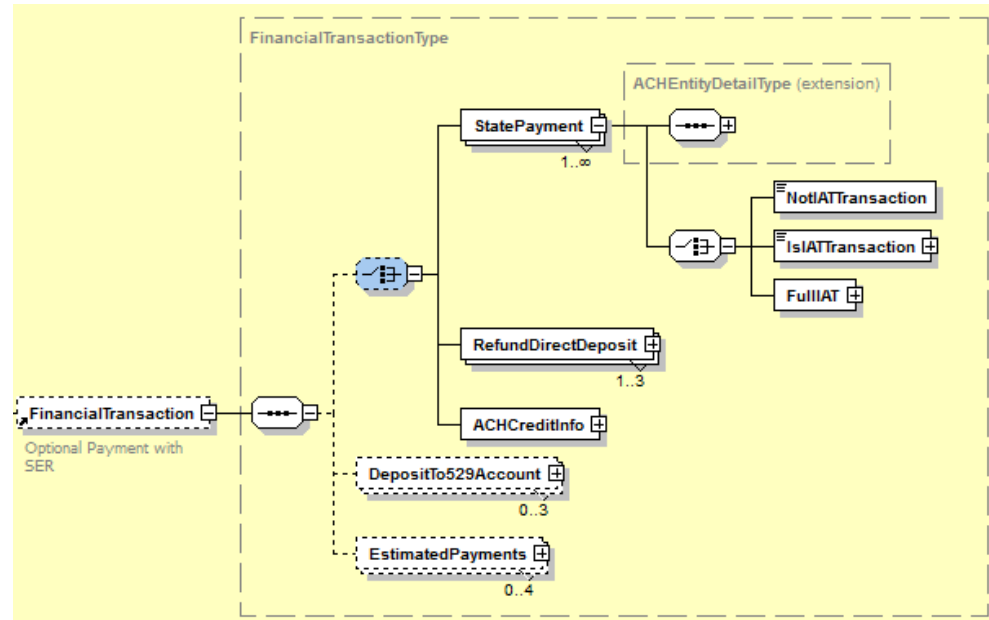 FinancialTransactionType
ACHEntityDetailType (extension)
StatePayment
1..∞
NotIATTransaction
IsIATTransaction
FullIAT
RefundDirectDeposit
1..3
FinancialTransaction
ACHCreditInfo
Optional Payment with
SER
DepositTo529Account
0..3
EstimatedPayments
0..4